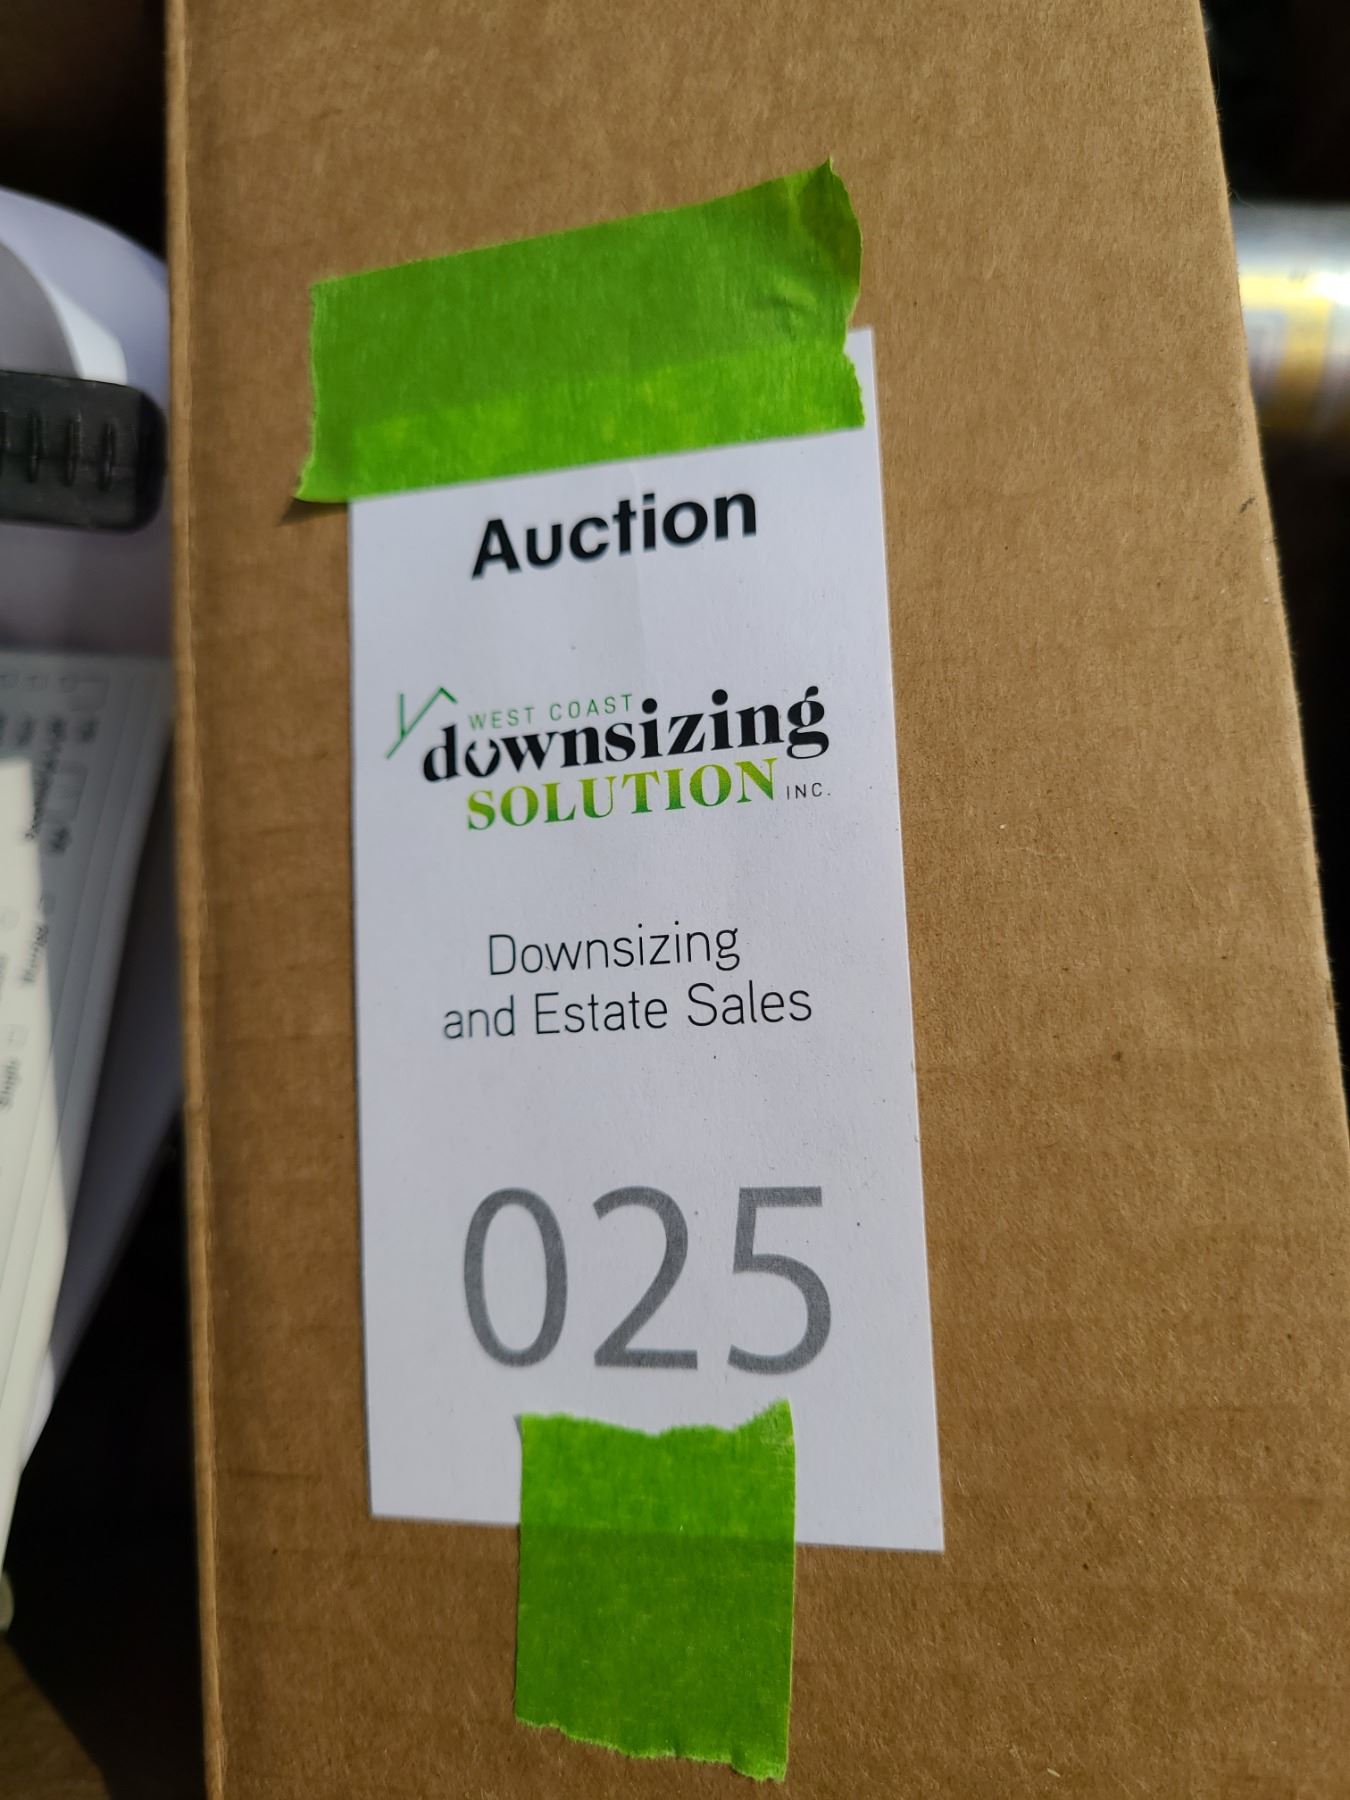 Auction
WEST COAST
downsizing
SOLUTION INC.
Downsizing
and Estate Sales
025